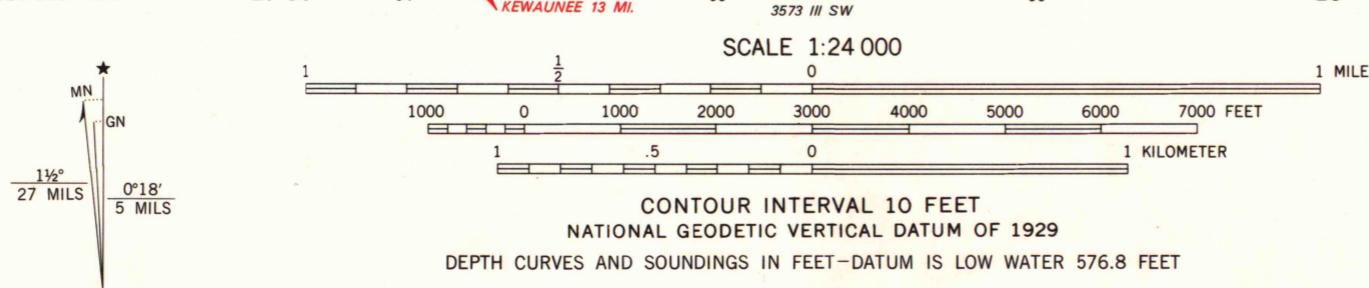 KEWAUNEE 13 MI.
3573 III SW
SCALE 1:24 000
1 1/2 0 1 MILE
1000 0 1000 2000 3000 4000 5000 6000 7000 FEET
1 .5 0 1 KILOMETER
MN
GN
1½°
27 MILS
0°18'
5 MILS
CONTOUR INTERVAL 10 FEET
NATIONAL GEODETIC VERTICAL DATUM OF 1929
DEPTH CURVES AND SOUNDINGS IN FEET—DATUM IS LOW WATER 576.8 FEET